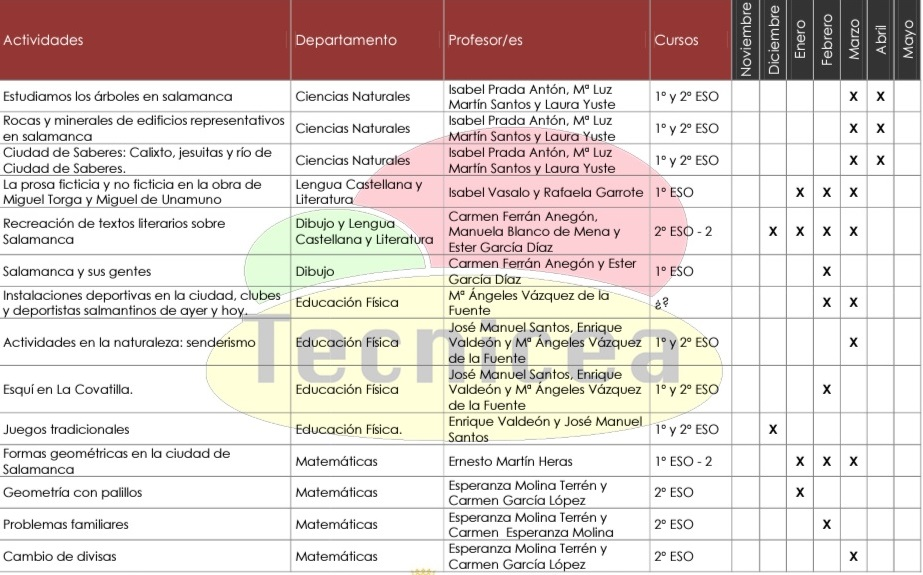 Actividades Departamento Profesor/es Cursos Noviembre Diciembre Enero Febrero Marzo Abril Mayo
Estudiamos los árboles en salamanca Ciencias Naturales Isabel Prada Antón, Mª Luz
Martín Santos y Laura Yuste 1º y 2º ESO X X
Rocas y minerales de edificios representativos
en salamanca Ciencias Naturales Isabel Prada Antón, Mª Luz
Martín Santos y Laura Yuste 1º y 2º ESO X X
Ciudad de Saberes: Calixto, jesuitas y río de
Ciudad de Saberes. Ciencias Naturales Isabel Prada Antón, Mª Luz
Martín Santos y Laura Yuste 1º y 2º ESO X X
La prosa ficticia y no ficticia en la obra de
Miguel Torga y Miguel de Unamuno Lengua Castellana y
Literatura Isabel Vasalo y Rafaela Garrote 1º ESO X X X
Recreación de textos literarios sobre
Salamanca Dibujo y Lengua
Castellana y Literatura Carmen Ferrán Anegón,
Manuela Blanco de Mena y
Ester García Díaz 2º ESO - 2 X X X X
Salamanca y sus gentes Dibujo Carmen Ferrán Anegón y Ester
García Díaz 1º ESO X
Instalaciones deportivas en la ciudad, clubes
y deportistas salmantinos de ayer y hoy. Educación Física Mª Ángeles Vázquez de la
Fuente ¿? X X
Actividades en la naturaleza: senderismo Educación Física José Manuel Santos, Enrique
Valdeón y Mª Ángeles Vázquez
de la Fuente 1º y 2º ESO X
Esquí en La Covatilla. Educación Física José Manuel Santos, Enrique
Valdeón y Mª Ángeles Vázquez
de la Fuente 1º y 2º ESO X
Juegos tradicionales Educación Física. Enrique Valdeón y José Manuel
Santos 1º y 2º ESO X
Formas geométricas en la ciudad de
Salamanca Matemáticas Ernesto Martín Heras 1º ESO - 2 X X X
Geometría con palillos Matemáticas Esperanza Molina Terrén y
Carmen García López 2º ESO X
Problemas familiares Matemáticas Esperanza Molina Terrén y
Carmen Esperanza Molina 2º ESO X
Cambio de divisas Matemáticas Esperanza Molina Terrén y
Carmen García López 2º ESO X
Tecnicea